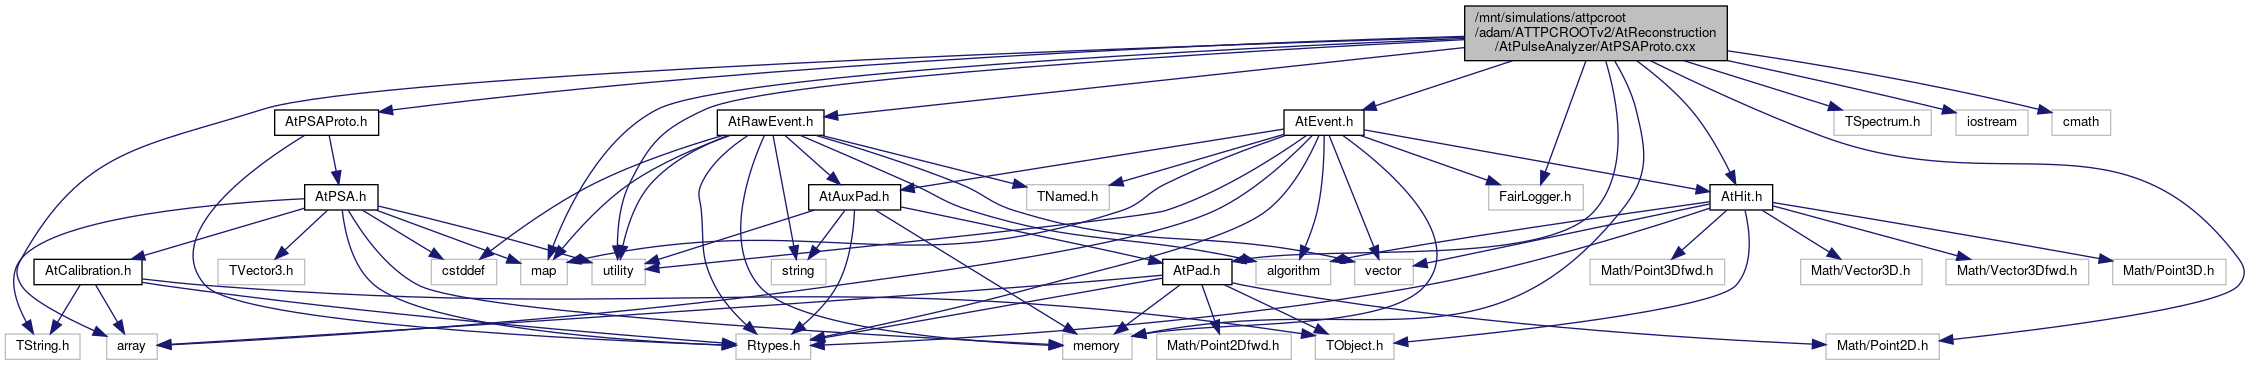 /mnt/simulations/attpcroot
/adam/ATTPCROOTv2/AtReconstruction
/AtPulseAnalyzer/AtPSAProto.cxx
AtPSAProto.h
AtRawEvent.h
AtEvent.h
TSpectrum.h
iostream
cmath
AtPSA.h
AtAuxPad.h
TNamed.h
FairLogger.h
AtHit.h
AtCalibration.h
TVector3.h
cstddef
map
utility
string
AtPad.h
algorithm
vector
Math/Point3Dfwd.h
Math/Vector3D.h
Math/Vector3Dfwd.h
Math/Point3D.h
TString.h
array
Rtypes.h
memory
Math/Point2Dfwd.h
TObject.h
Math/Point2D.h